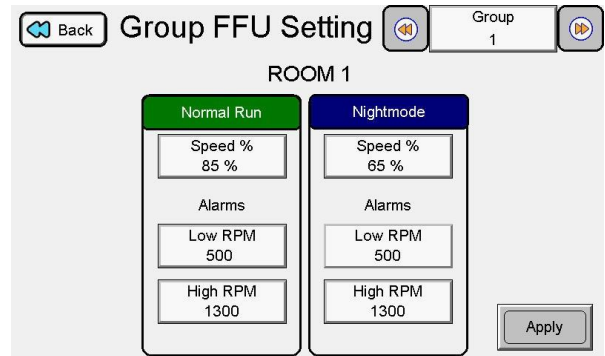 Back
Group FFU Setting
Group
1
ROOM 1
Normal Run
Speed %
85 %
Alarms
Low RPM
500
High RPM
1300
Nightmode
Speed %
65 %
Alarms
Low RPM
500
High RPM
1300
Apply